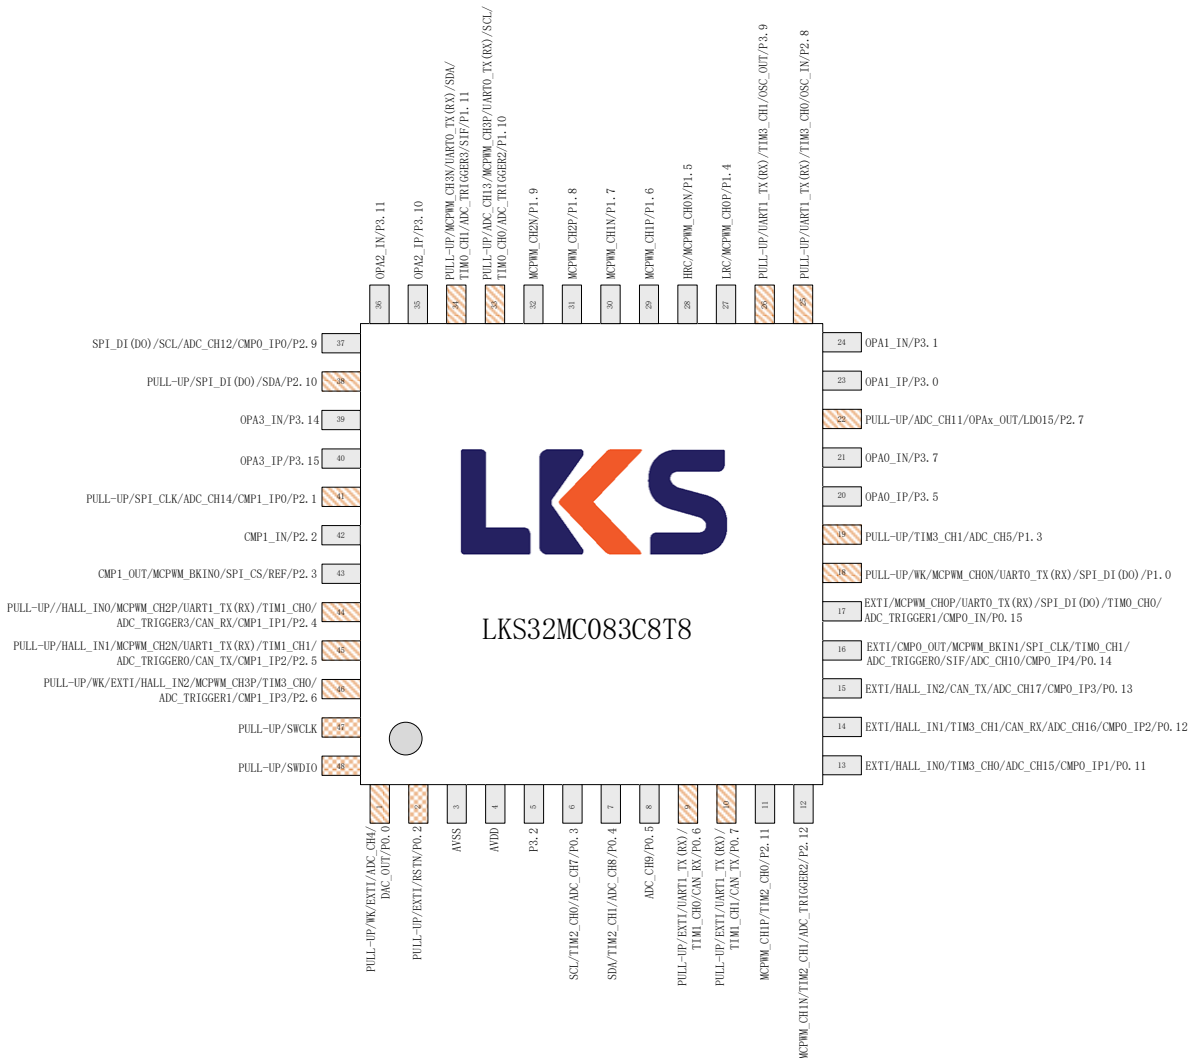 PULL-UP/MCPWM_CH3N/UART0_TX(RX)/SDA/
TIM0_CH1/ADC_TRIGGER3/SIF/P1.11
PULL-UP/ADC_CH13/MCPWM_CH3P/UART0_TX(RX)/SCL/
TIM0_CH0/ADC_TRIGGER2/P1.10
OPA2_IN/P3.11
OPA2_IP/P3.10
MCPWM_CH2N/P1.9
MCPWM_CH2P/P1.8
MCPWM_CH1N/P1.7
MCPWM_CH1P/P1.6
HRC/MCPWM_CH0N/P1.5
LRC/MCPWM_CH0P/P1.4
PULL-UP/UART1_TX(RX)/TIM3_CH1/OSC_OUT/P3.9
PULL-UP/UART1_TX(RX)/TIM3_CH0/OSC_IN/P2.8
36
35
34
33
32
31
30
29
28
27
26
25
SPI_DI(DO)/SCL/ADC_CH12/CMP0_IP0/P2.9
37
PULL-UP/SPI_DI(DO)/SDA/P2.10
38
OPA3_IN/P3.14
39
OPA3_IP/P3.15
40
PULL-UP/SPI_CLK/ADC_CH14/CMP1_IP0/P2.1
41
CMP1_IN/P2.2
42
CMP1_OUT/MCPWM_BKIN0/SPI_CS/REF/P2.3
43
PULL-UP//HALL_IN0/MCPWM_CH2P/UART1_TX(RX)/TIM1_CH0/
ADC_TRIGGER3/CAN_RX/CMP1_IP1/P2.4
44
PULL-UP/HALL_IN1/MCPWM_CH2N/UART1_TX(RX)/TIM1_CH1/
ADC_TRIGGER0/CAN_TX/CMP1_IP2/P2.5
45
PULL-UP/WK/EXTI/HALL_IN2/MCPWM_CH3P/TIM3_CH0/
ADC_TRIGGER1/CMP1_IP3/P2.6
46
PULL-UP/SWCLK
47
PULL-UP/SWDIO
48
LKS
LKS32MC083C8T8
24
OPA1_IN/P3.1
23
OPA1_IP/P3.0
22
PULL-UP/ADC_CH11/OPAx_OUT/LDO15/P2.7
21
OPA0_IN/P3.7
20
OPA0_IP/P3.5
19
PULL-UP/TIM3_CH1/ADC_CH5/P1.3
18
PULL-UP/WK/MCPWM_CH0N/UART0_TX(RX)/SPI_DI(DO)/P1.0
17
EXTI/MCPWM_CH0P/UART0_TX(RX)/SPI_DI(DO)/TIM0_CH0/
ADC_TRIGGER1/CMP0_IN/P0.15
16
EXTI/CMP0_OUT/MCPWM_BKIN1/SPI_CLK/TIM0_CH1/
ADC_TRIGGER0/SIF/ADC_CH10/CMP0_IP4/P0.14
15
EXTI/HALL_IN2/CAN_TX/ADC_CH17/CMP0_IP3/P0.13
14
EXTI/HALL_IN1/TIM3_CH1/CAN_RX/ADC_CH16/CMP0_IP2/P0.12
13
EXTI/HALL_IN0/TIM3_CH0/ADC_CH15/CMP0_IP1/P0.11
1
2
3
4
5
6
7
8
9
10
11
12
PULL-UP/WK/EXTI/ADC_CH4/
DAC_OUT/P0.0
PULL-UP/EXTI/RSTN/P0.2
AVSS
AVDD
P3.2
SCL/TIM2_CH0/ADC_CH7/P0.3
SDA/TIM2_CH1/ADC_CH8/P0.4
ADC_CH9/P0.5
PULL-UP/EXTI/UART1_TX(RX)/
TIM1_CH0/CAN_RX/P0.6
PULL-UP/EXTI/UART1_TX(RX)/
TIM1_CH1/CAN_TX/P0.7
MCPWM_CH1P/TIM2_CH0/P2.11
MCPWM_CH1N/TIM2_CH1/ADC_TRIGGER2/P2.12